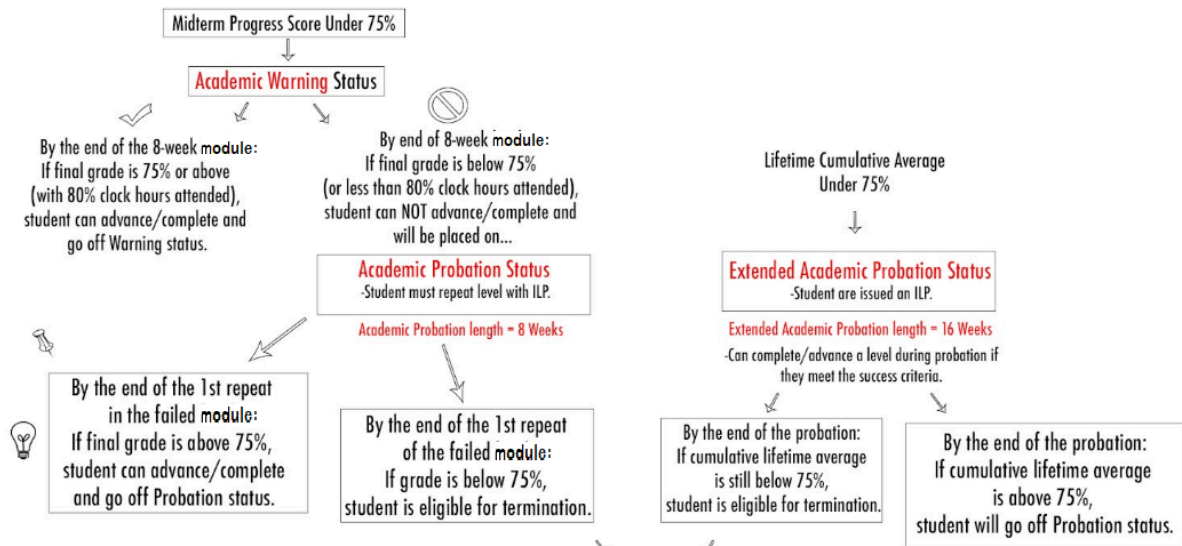 Midterm Progress Score Under 75%
Academic Warning Status
By the end of the 8-week module:
If final grade is 75% or above
(with 80% clock hours attended),
student can advance/complete and
go off Warning status.
By end of 8-week module:
If final grade is below 75%
(or less than 80% clock hours attended),
student can NOT advance/complete and
will be placed on...
Academic Probation Status
-Student must repeat level with ILP.
Academic Probation length = 8 Weeks
By the end of the 1st repeat
in the failed module:
If final grade is above 75%,
student can advance/complete
and go off Probation status.
By the end of the 1st repeat
of the failed module:
If grade is below 75%,
student is eligible for termination.
Lifetime Cumulative Average
Under 75%
Extended Academic Probation Status
-Student are issued an ILP.
Extended Academic Probation length = 16 Weeks
-Can complete/advance a level during probation if
they meet the success criteria.
By the end of the probation:
If cumulative lifetime average
is still below 75%,
student is eligible for termination.
By the end of the probation:
If cumulative lifetime average
is above 75%,
student will go off Probation status.